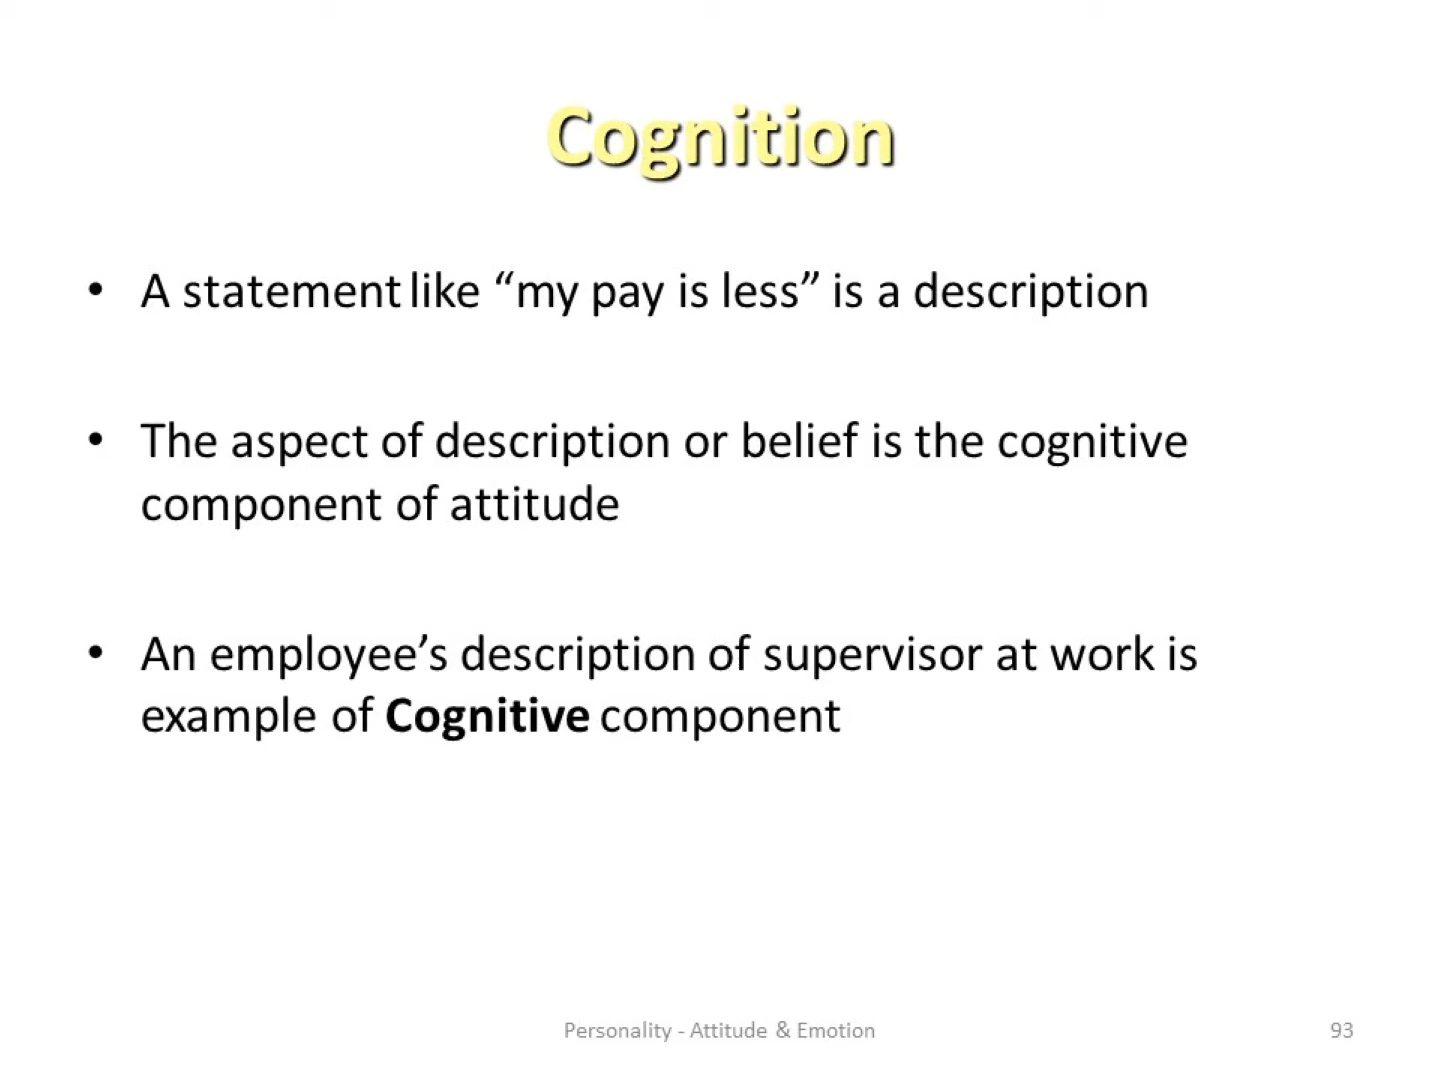 Cognition
• A statement like “my pay is less” is a description
• The aspect of description or belief is the cognitive
component of attitude
• An employee’s description of supervisor at work is
example of Cognitive component
Personality - Attitude & Emotion
93